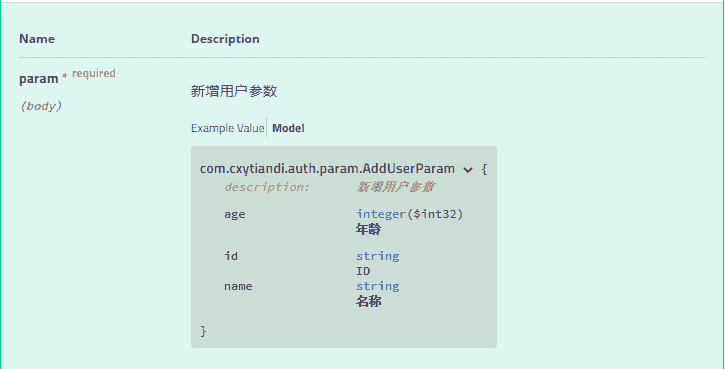 Name Description
param * required
(body)
新增用户参数
Example Value Model
com.cxytiandi.auth.param.AddUserParam {
description: 新增用户参数
age integer($int32)
年龄
id string
ID
name string
名称
}